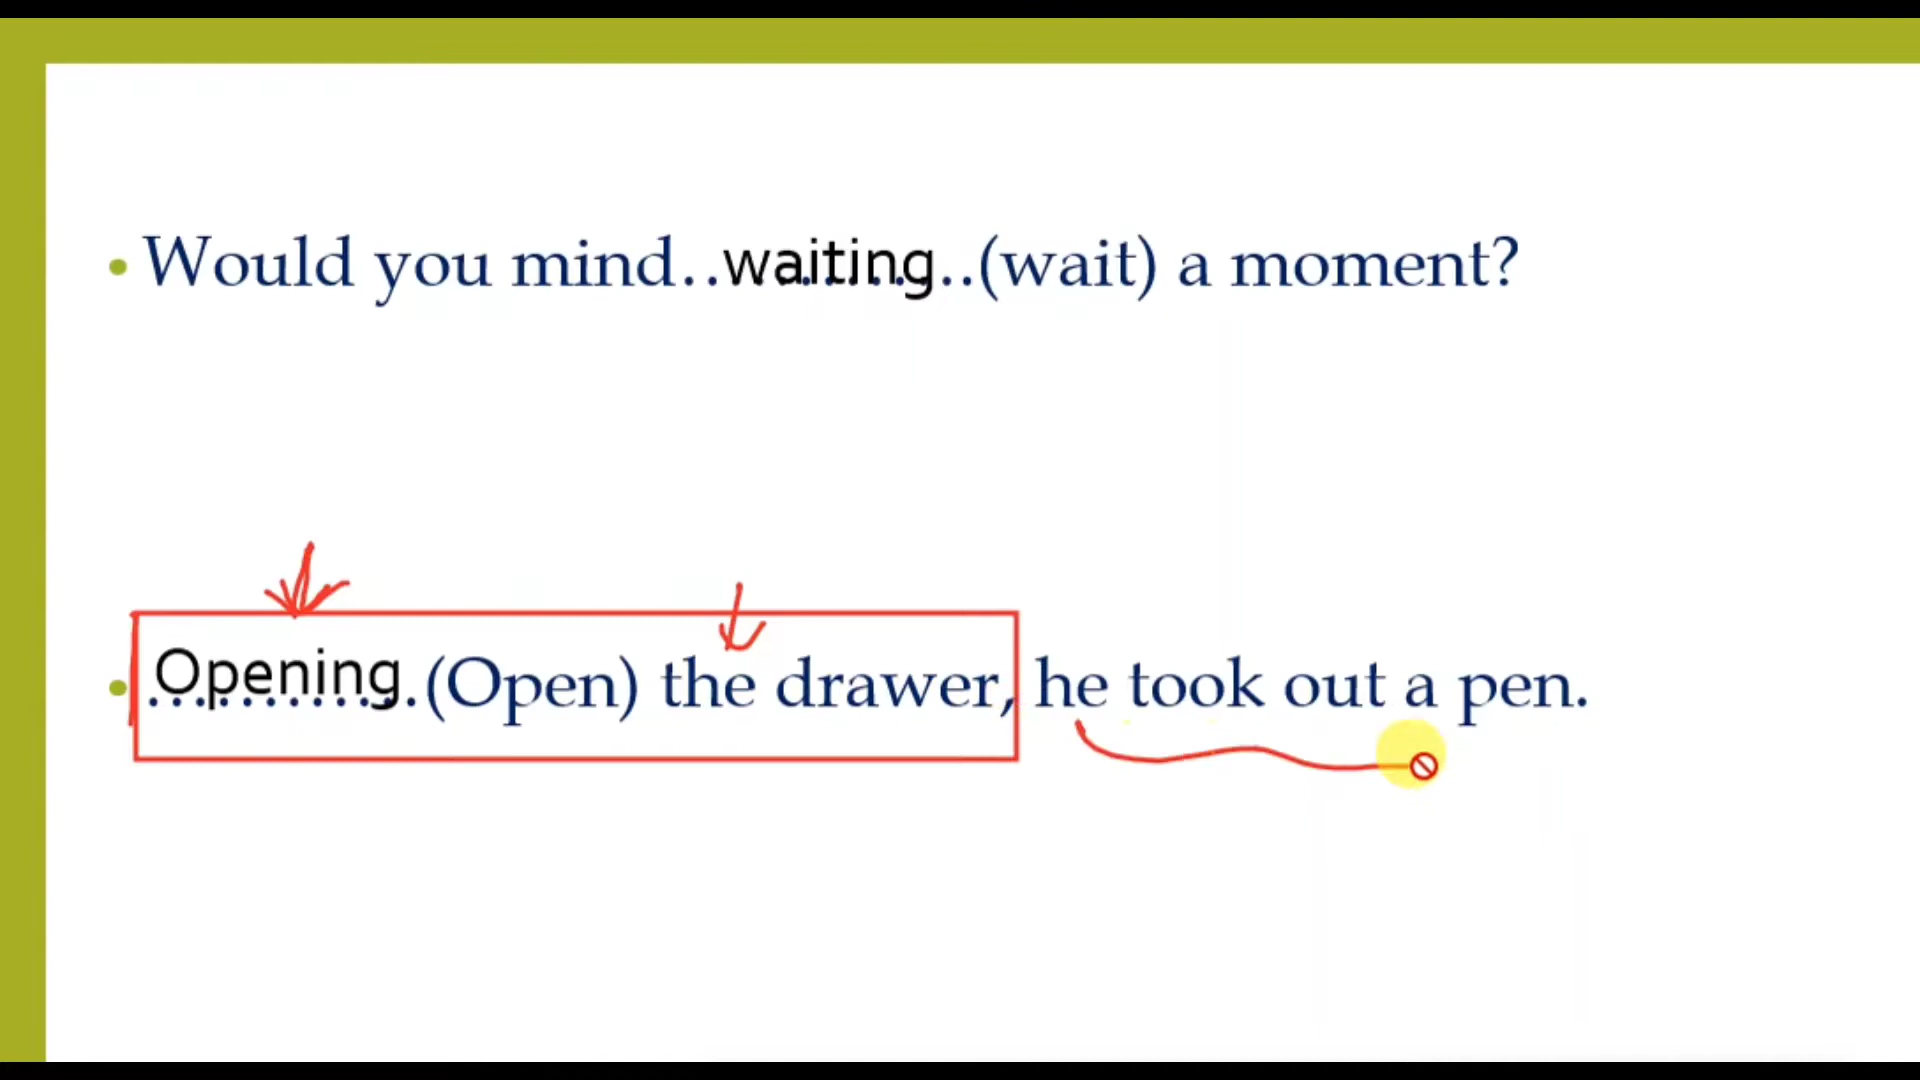 • Would you mind..waiting..(wait) a moment?
• Opening.(Open) the drawer, he took out a pen.